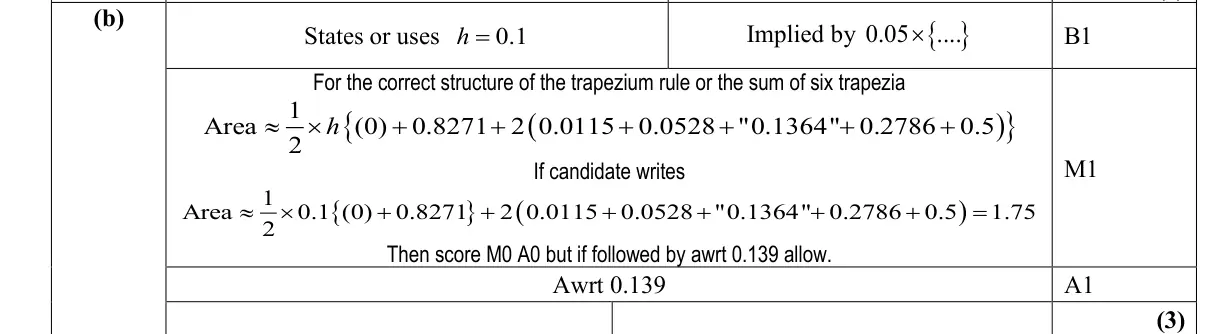 (b)
States or uses h = 0.1
Implied by 0.05×{....}
B1
For the correct structure of the trapezium rule or the sum of six trapezia
Area ≈ 1/2 × h{(0) + 0.8271 + 2(0.0115 + 0.0528 + "0.1364" + 0.2786 + 0.5)}
If candidate writes
Area ≈ 1/2 × 0.1{(0) + 0.8271} + 2(0.0115 + 0.0528 + "0.1364" + 0.2786 + 0.5) = 1.75
Then score M0 A0 but if followed by awrt 0.139 allow.
M1
Awrt 0.139
A1
(3)